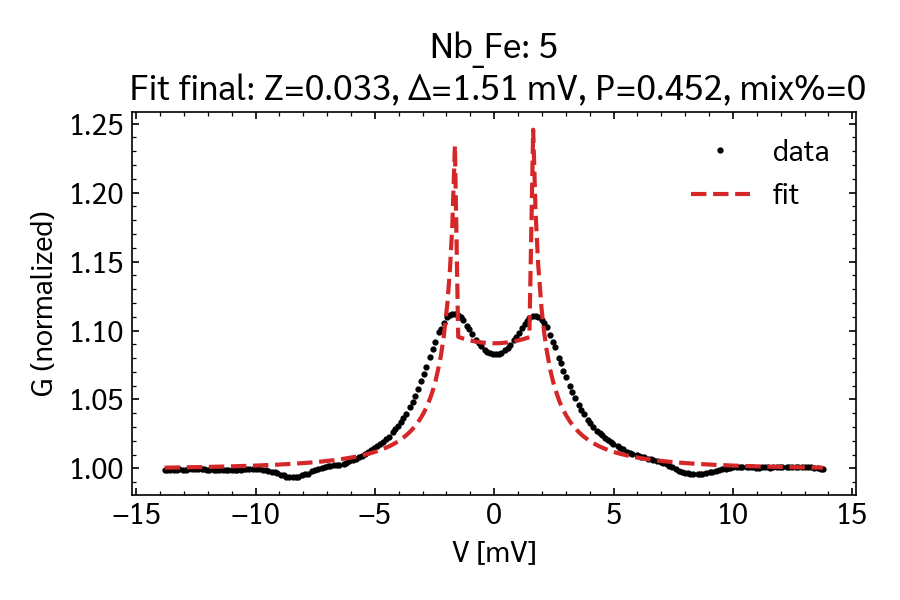 Nb_Fe: 5
Fit final: Z=0.033, Δ=1.51 mV, P=0.452, mix%=0
1.25
1.20
1.15
1.10
1.05
1.00
G (normalized)
data
fit
−15
−10
−5
0
5
10
15
V [mV]